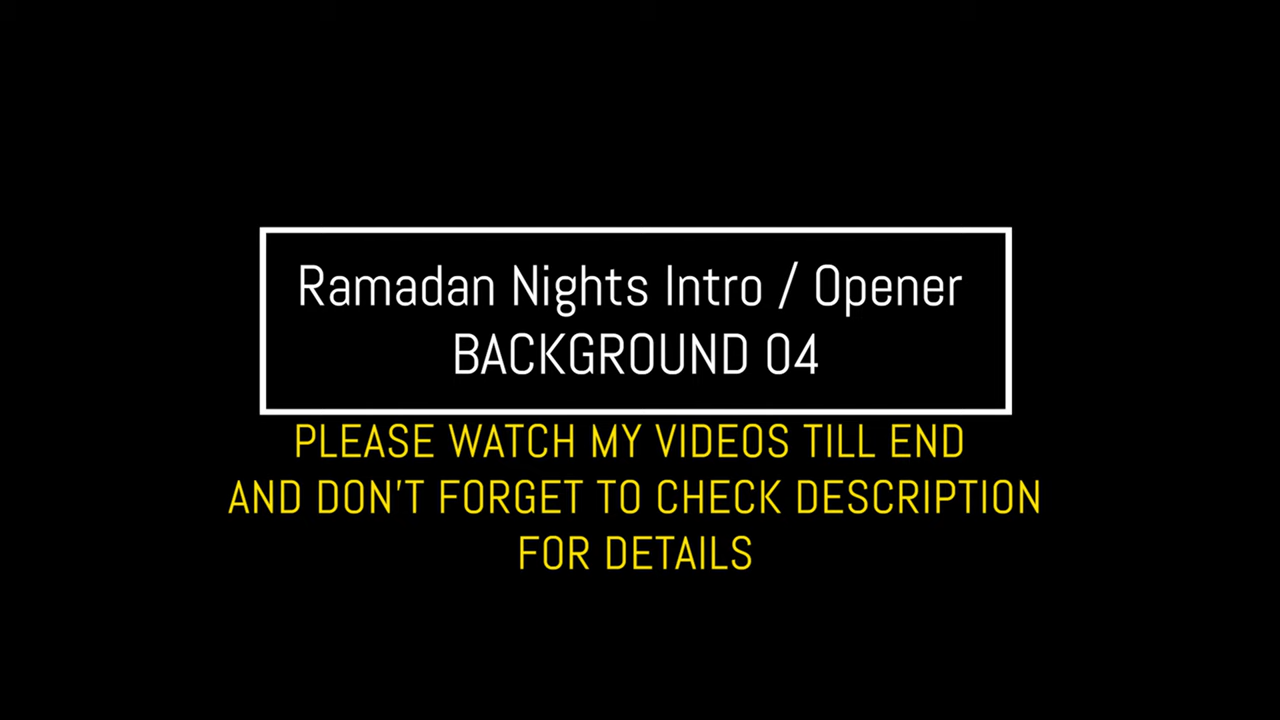 Ramadan Nights Intro / Opener
BACKGROUND 04
PLEASE WATCH MY VIDEOS TILL END
AND DON'T FORGET TO CHECK DESCRIPTION
FOR DETAILS